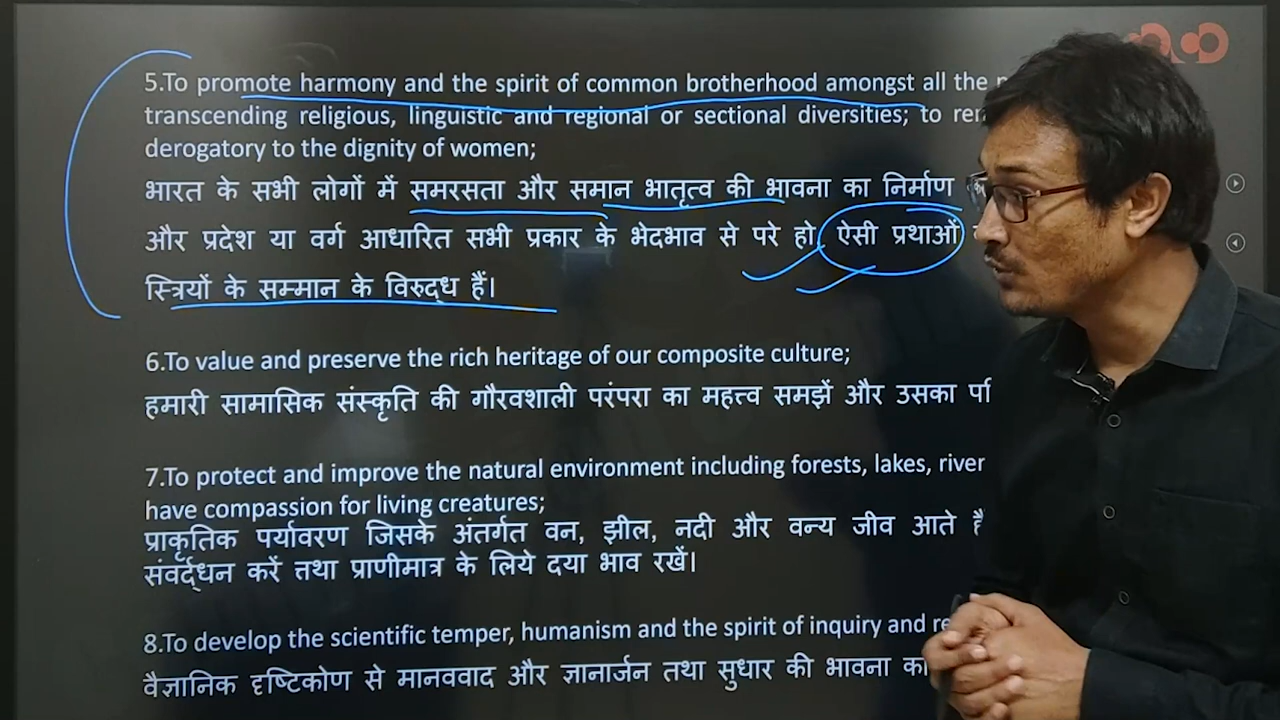 5.To promote harmony and the spirit of common brotherhood amongst all the
transcending religious, linguistic and regional or sectional diversities; to
derogatory to the dignity of women;
भारत के सभी लोगों में समरसता और समान भातृत्व की भावना का निर्माण
और प्रदेश या वर्ग आधारित सभी प्रकार के भेदभाव से परे हो, ऐसी प्रथाओं
स्त्रियों के सम्मान के विरुद्ध हैं।
6.To value and preserve the rich heritage of our composite culture;
हमारी सामासिक संस्कृति की गौरवशाली परंपरा का महत्त्व समझें और उसका
7.To protect and improve the natural environment including forests, lakes,
have compassion for living creatures;
प्राकृतिक पर्यावरण जिसके अंतर्गत वन, झील, नदी और वन्य जीव आते
संवर्द्धन करें तथा प्राणीमात्र के लिये दया भाव रखें।
8.To develop the scientific temper, humanism and the spirit of inquiry and
वैज्ञानिक दृष्टिकोण से मानववाद और ज्ञानार्जन तथा सुधार की भावना का